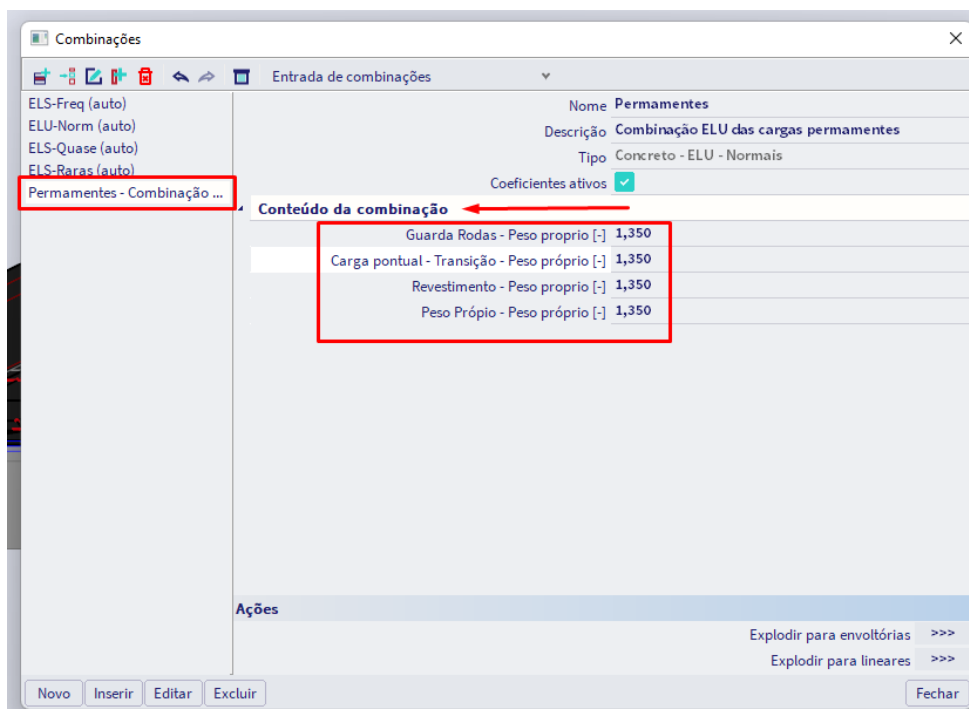 Combinações
Entrada de combinações
ELS-Freq (auto)
ELU-Norm (auto)
ELS-Quase (auto)
ELS-Raras (auto)
Permamentes - Combinação ...
Nome Permamentes
Descrição Combinação ELU das cargas permamentes
Tipo Concreto - ELU - Normais
Coeficientes ativos
Conteúdo da combinação
Guarda Rodas - Peso proprio [-] 1,350
Carga pontual - Transição - Peso próprio [-] 1,350
Revestimento - Peso proprio [-] 1,350
Peso Própio - Peso próprio [-] 1,350
Ações
Explodir para envoltórias >>>
Explodir para lineares >>>
Novo Inserir Editar Excluir Fechar